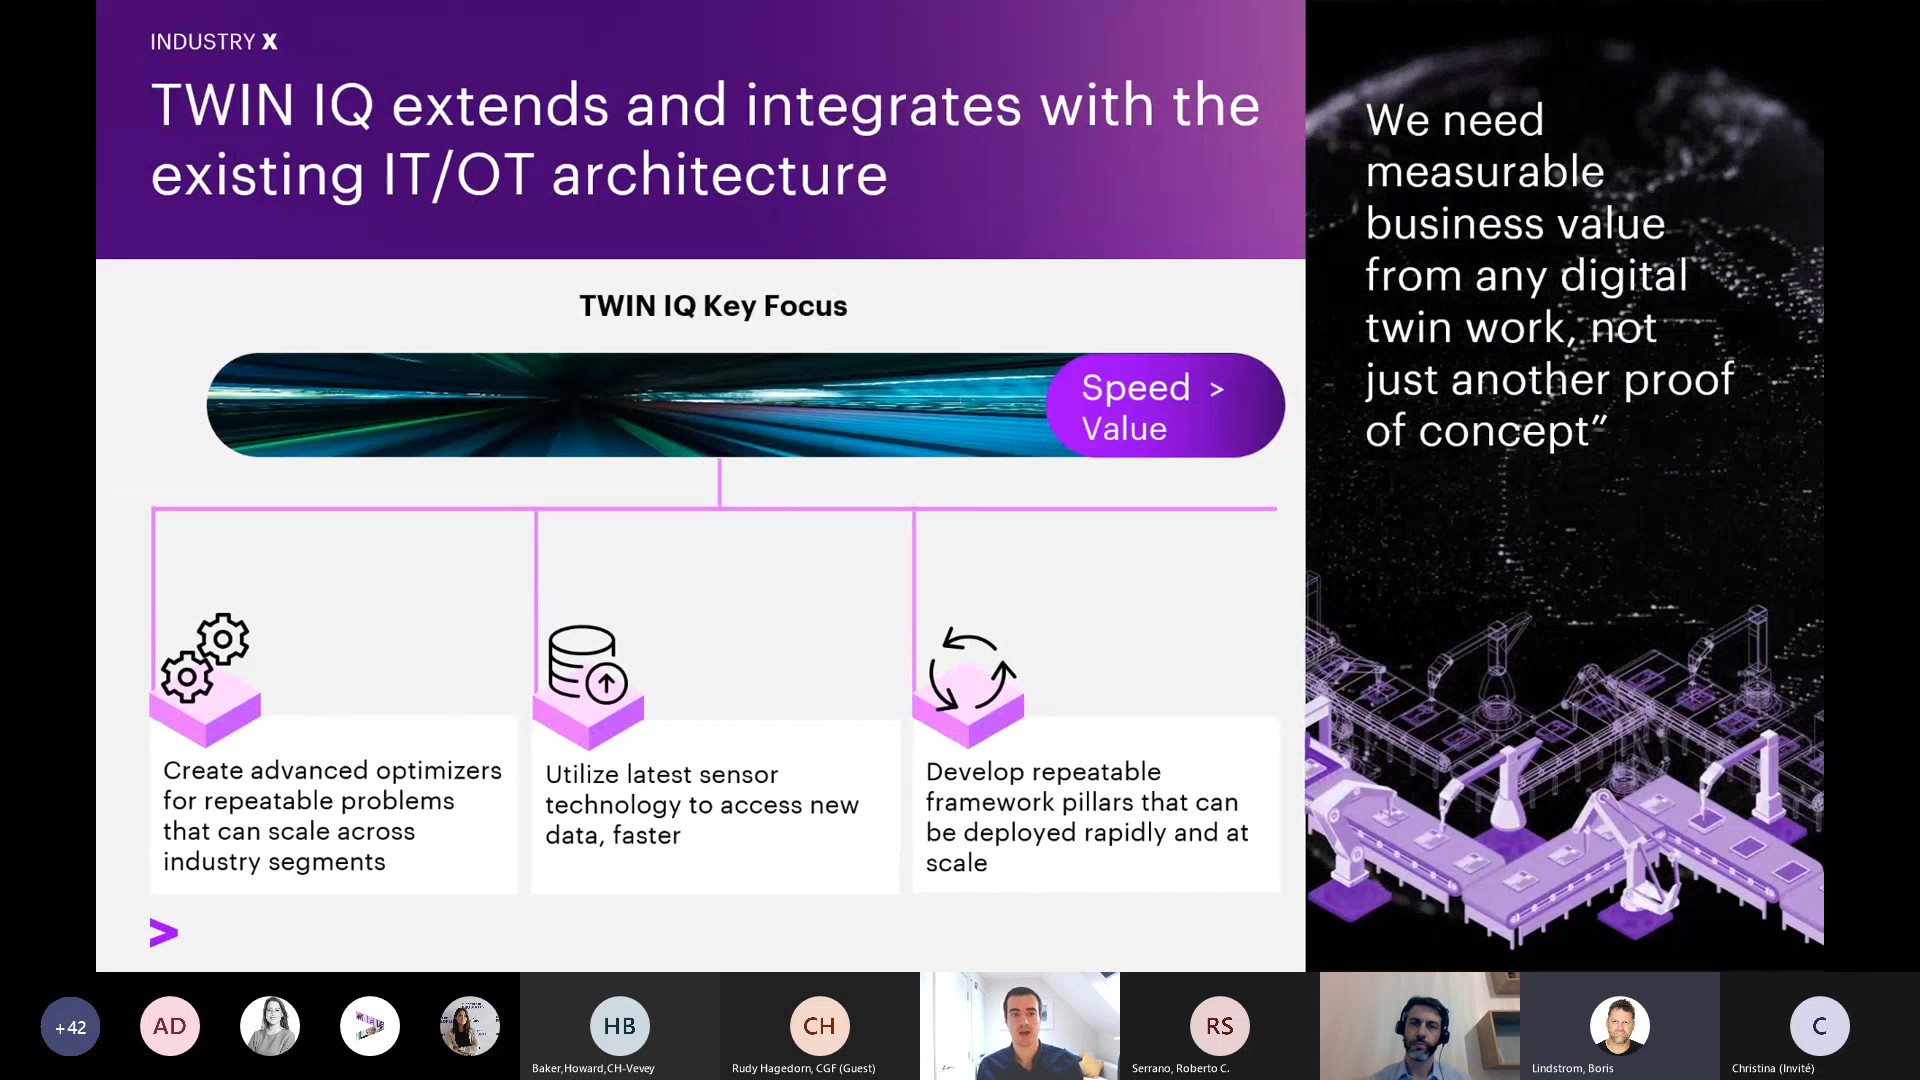 INDUSTRY X
TWIN IQ extends and integrates with the
existing IT/OT architecture
TWIN IQ Key Focus
Speed >
Value
Create advanced optimizers
for repeatable problems
that can scale across
industry segments
Utilize latest sensor
technology to access new
data, faster
Develop repeatable
framework pillars that can
be deployed rapidly and at
scale
>
We need
measurable
business value
from any digital
twin work, not
just another proof
of concept”
+42
AD
HB
Baker,Howard,CH-Vevey
CH
Rudy Hagedorn, CGF (Guest)
RS
Serrano, Roberto C.
Lindstrom, Boris
C
Christina (Invité)